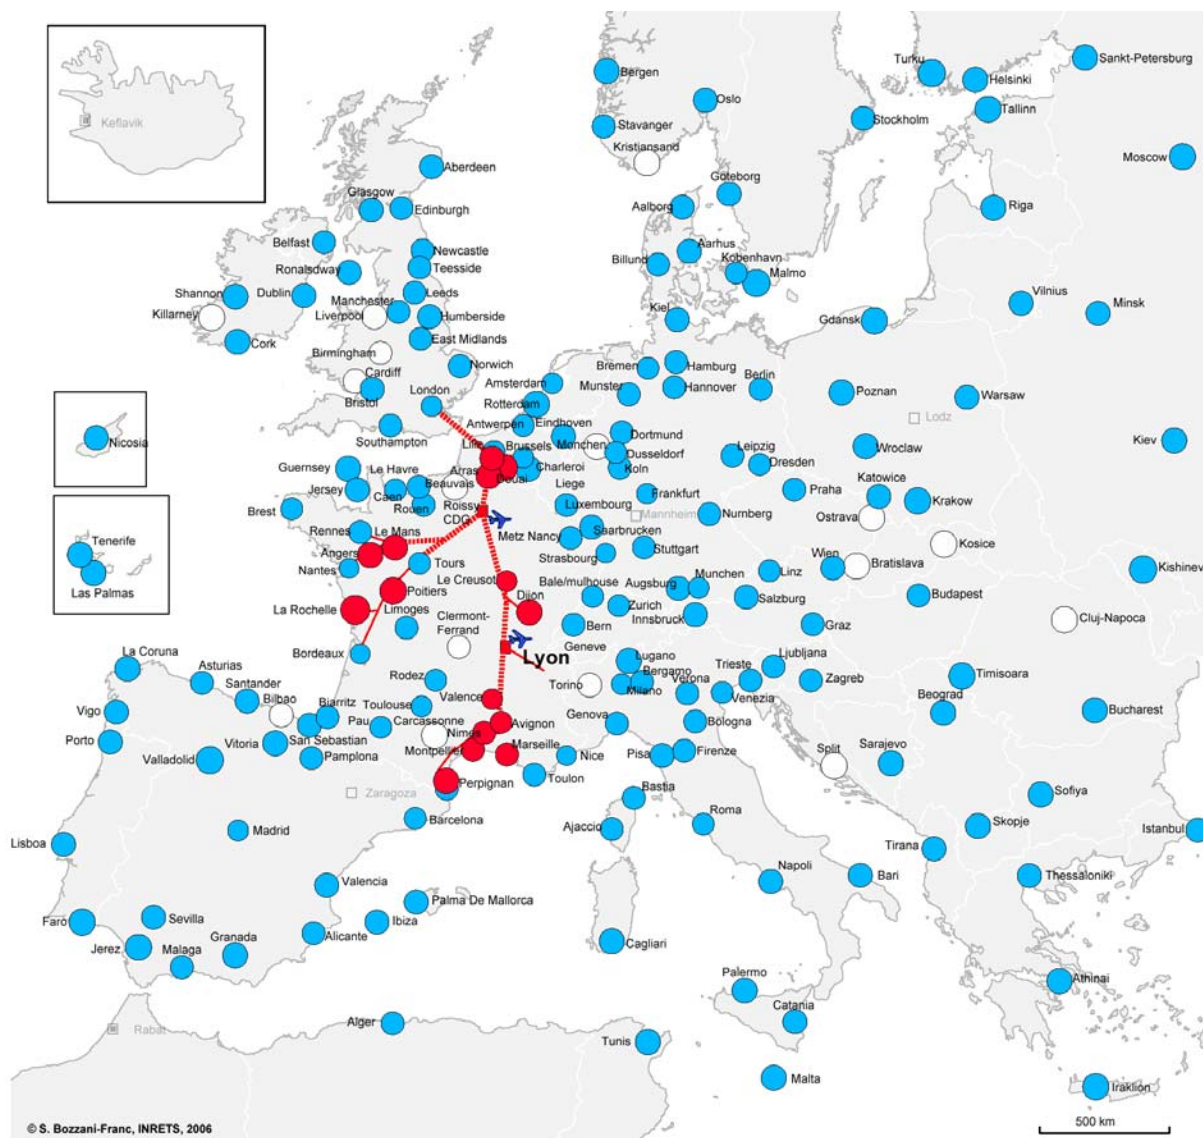 Bergen
Turku
Sankt-Petersburg
Helsinki
Oslo
Tallinn
Keflavik
Stavanger
Stockholm
Kristiansand
Moscow
Aberdeen
Göteborg
Glasgow
Edinburgh
Aalborg
Riga
Belfast
Newcastle
Aarhus
Ronalsdway
Teesside
Billund
Kobenhavn
Malmo
Shannon
Dublin
Manchester
Leeds
Vilnius
Minsk
Killarney
Liverpool
Humberside
Kiel
Gdansk
Cork
East Midlands
Birmingham
Norwich
Bremen
Hamburg
Cardiff
Amsterdam
Munster
Hannover
Berlin
Poznan
Bristol
London
Rotterdam
Warsaw
Lodz
Southampton
Antwerpen
Eindhoven
Dortmund
Nicosia
Lille
Brussels
Monchen
Dusseldorf
Leipzig
Wroclaw
Kiev
Guernsey
Le Havre
Arras
Douai
Charleroi
Koln
Dresden
Jersey
Caen
Beauvais
Liege
Frankfurt
Praha
Katowice
Krakow
Brest
Rouen
Roissy
CDG
Luxembourg
Mannheim
Nurnberg
Ostrava
Rennes
Le Mans
Metz Nancy
Saarbrucken
Kosice
Tenerife
Angers
Strasbourg
Stuttgart
Wien
Bratislava
Nantes
Tours
Le Creusot
Bale/mulhouse
Augsburg
Munchen
Linz
Kishinev
Las Palmas
Poitiers
Dijon
Zurich
Salzburg
Budapest
La Rochelle
Limoges
Clermont-
Ferrand
Bern
Innsbruck
Graz
Cluj-Napoca
Geneve
Lyon
Bordeaux
La Coruna
Lugano
Ljubljana
Asturias
Rodez
Bergamo
Trieste
Timisoara
Santander
Torino
Milano
Verona
Zagreb
Bilbao
Biarritz
Toulouse
Valence
Venezia
Beograd
Bucharest
Vigo
Pau
Carcassonne
Avignon
Genova
Bologna
Porto
Vitoria
San Sebastian
Nimes
Montpellier
Marseille
Valladolid
Pamplona
Nice
Pisa
Firenze
Split
Sarajevo
Toulon
Perpignan
Zaragoza
Bastia
Sofiya
Barcelona
Roma
Skopje
Madrid
Ajaccio
Istanbul
Lisboa
Tirana
Napoli
Bari
Thessaloniki
Valencia
Palma De Mallorca
Faro
Sevilla
Ibiza
Alicante
Granada
Jerez
Malaga
Cagliari
Palermo
Athinai
Catania
Alger
Rabat
Tunis
Malta
Iraklion
© S. Bozzani-Franc, INRETS, 2006
500 km